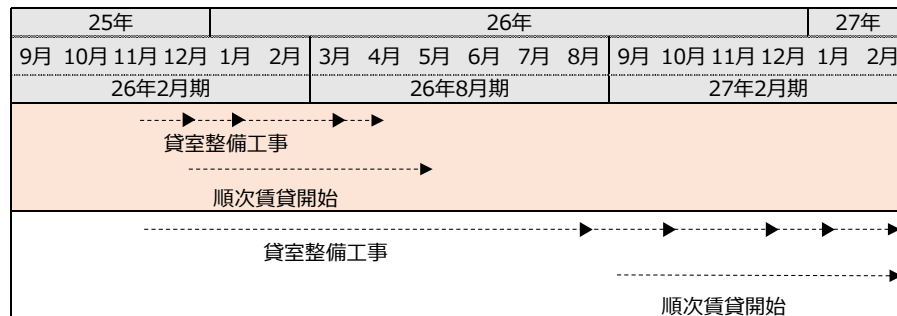 25年 26年 27年
9月 10月 11月 12月 1月 2月 3月 4月 5月 6月 7月 8月 9月 10月 11月 12月 1月 2月
26年2月期 26年8月期 27年2月期
貸室整備工事
順次賃貸開始
貸室整備工事
順次賃貸開始